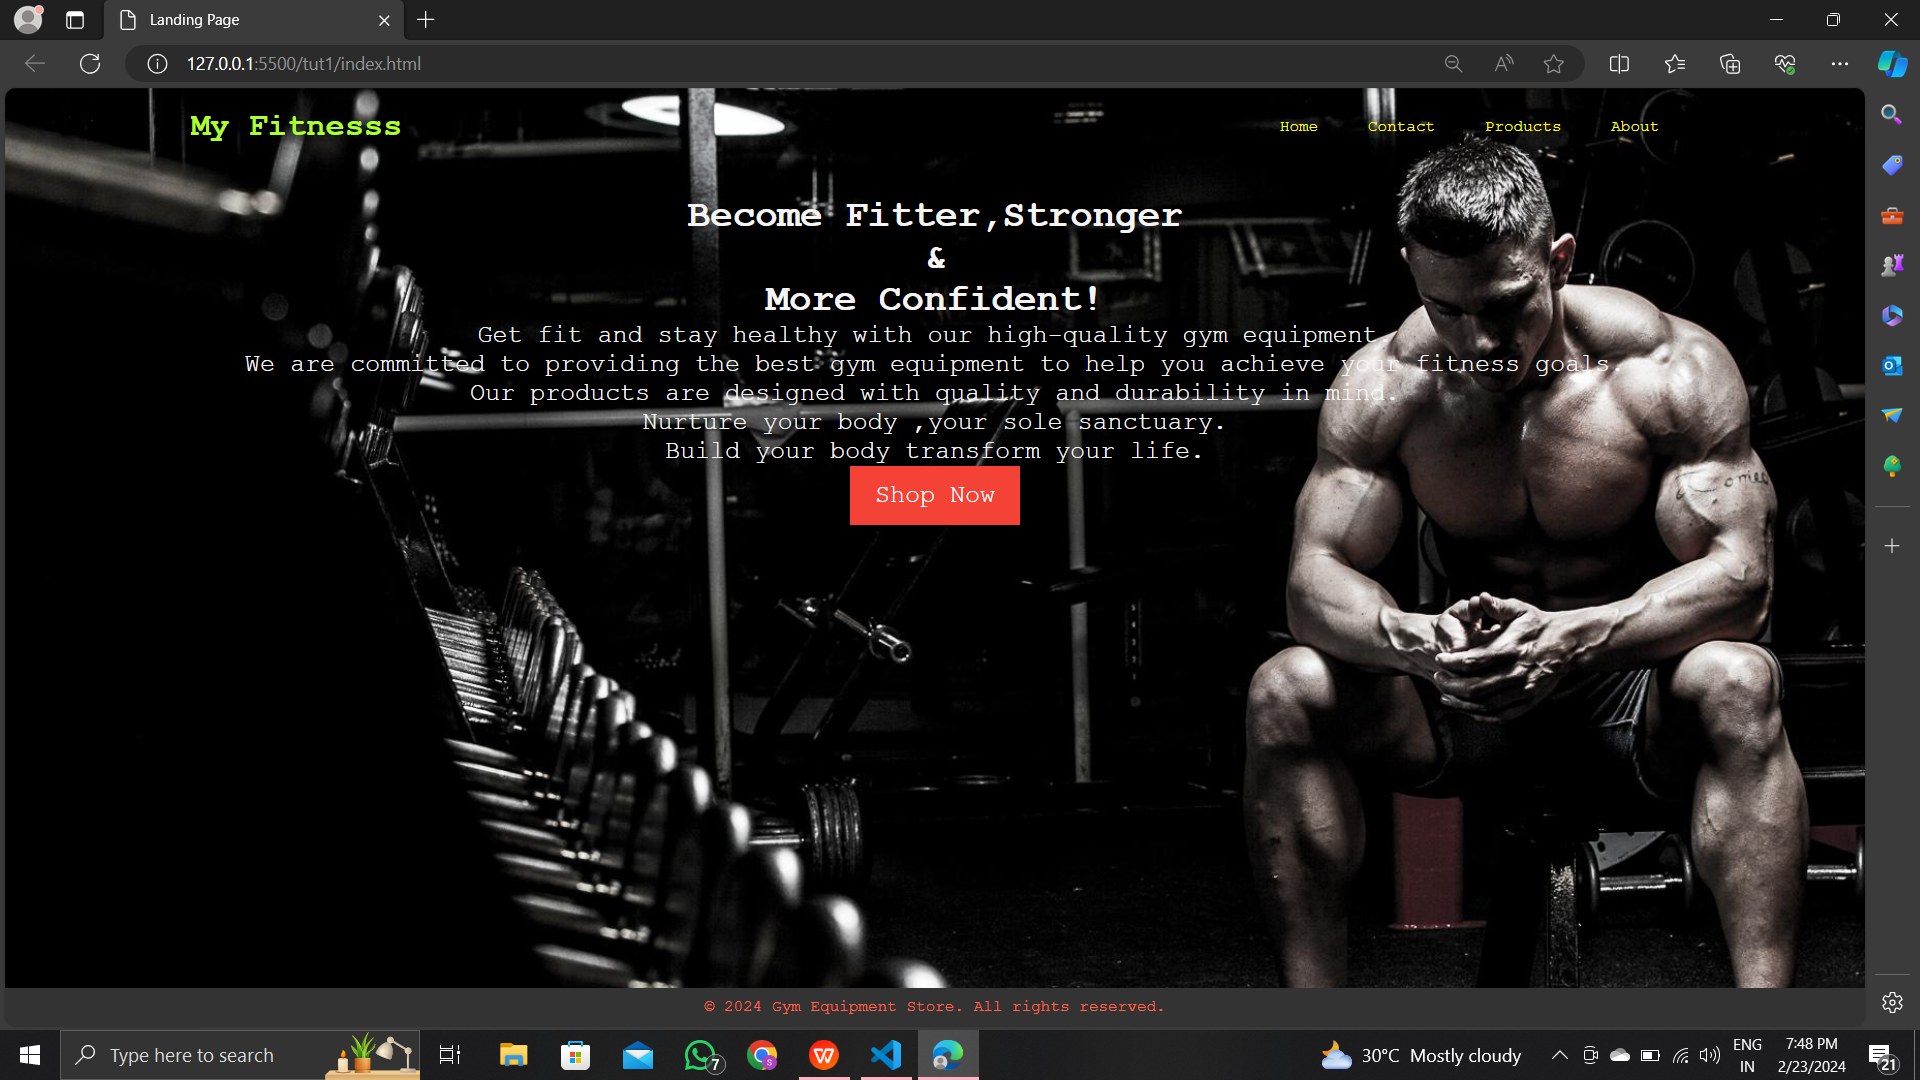 Landing Page
127.0.0.1:5500/tut1/index.html
My Fitnesss
Home Contact Products About
Become Fitter,Stronger
&
More Confident!
Get fit and stay healthy with our high-quality gym equipment.
We are committed to providing the best gym equipment to help you achieve your fitness goals.
Our products are designed with quality and durability in mind.
Nurture your body ,your sole sanctuary.
Build your body transform your life.
Shop Now
© 2024 Gym Equipment Store. All rights reserved.
Type here to search
7
30°C Mostly cloudy
ENG
IN
7:48 PM
2/23/2024
21